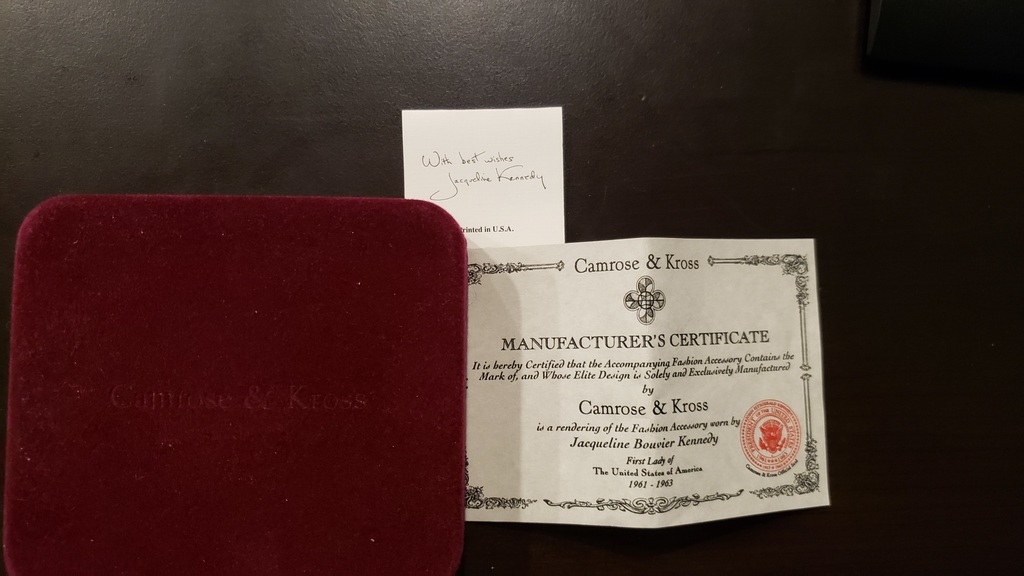 With best wishes
Jacqueline Kennedy
rinted in U.S.A.
Camrose & Kross
Camrose & Kross
MANUFACTURER'S CERTIFICATE
It is hereby Certified that the Accompanying Fashion Accessory Contains the
Mark of, and Whose Elite Design is Solely and Exclusively Manufactured
by
Camrose & Kross
is a rendering of the Fashion Accessory worn by
Jacqueline Bouvier Kennedy
First Lady of
The United States of America
1961 - 1963